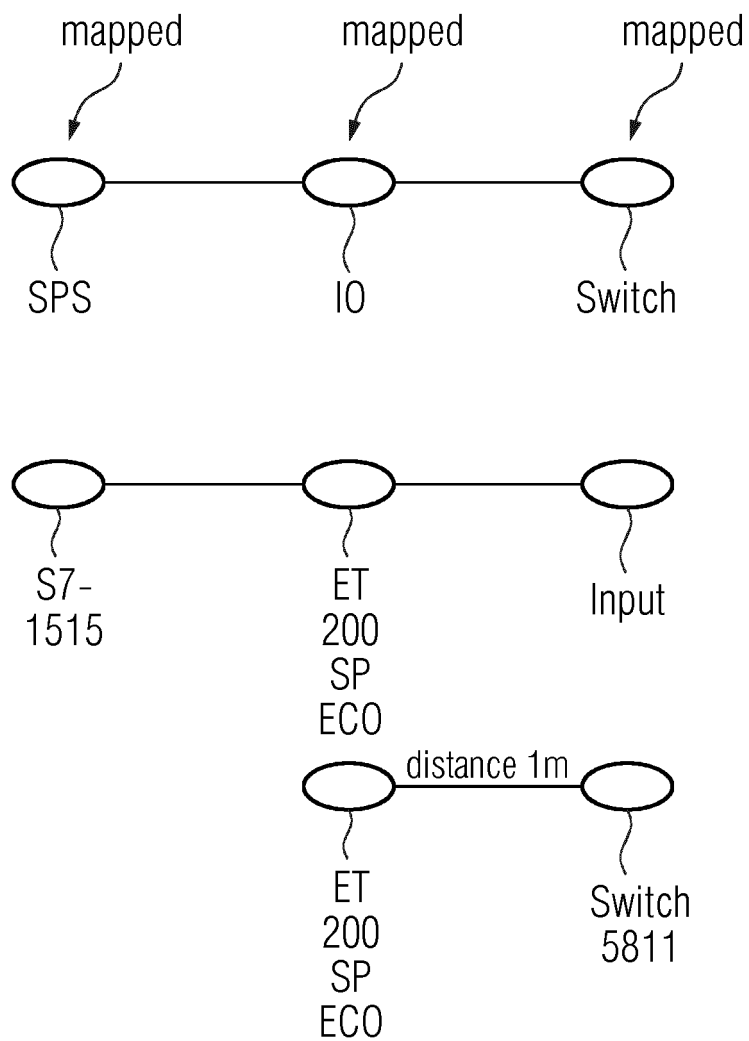 mapped mapped mapped
SPS IO Switch
S7-
1515
ET
200
SP
ECO
Input
distance 1m
ET
200
SP
ECO
Switch
5811